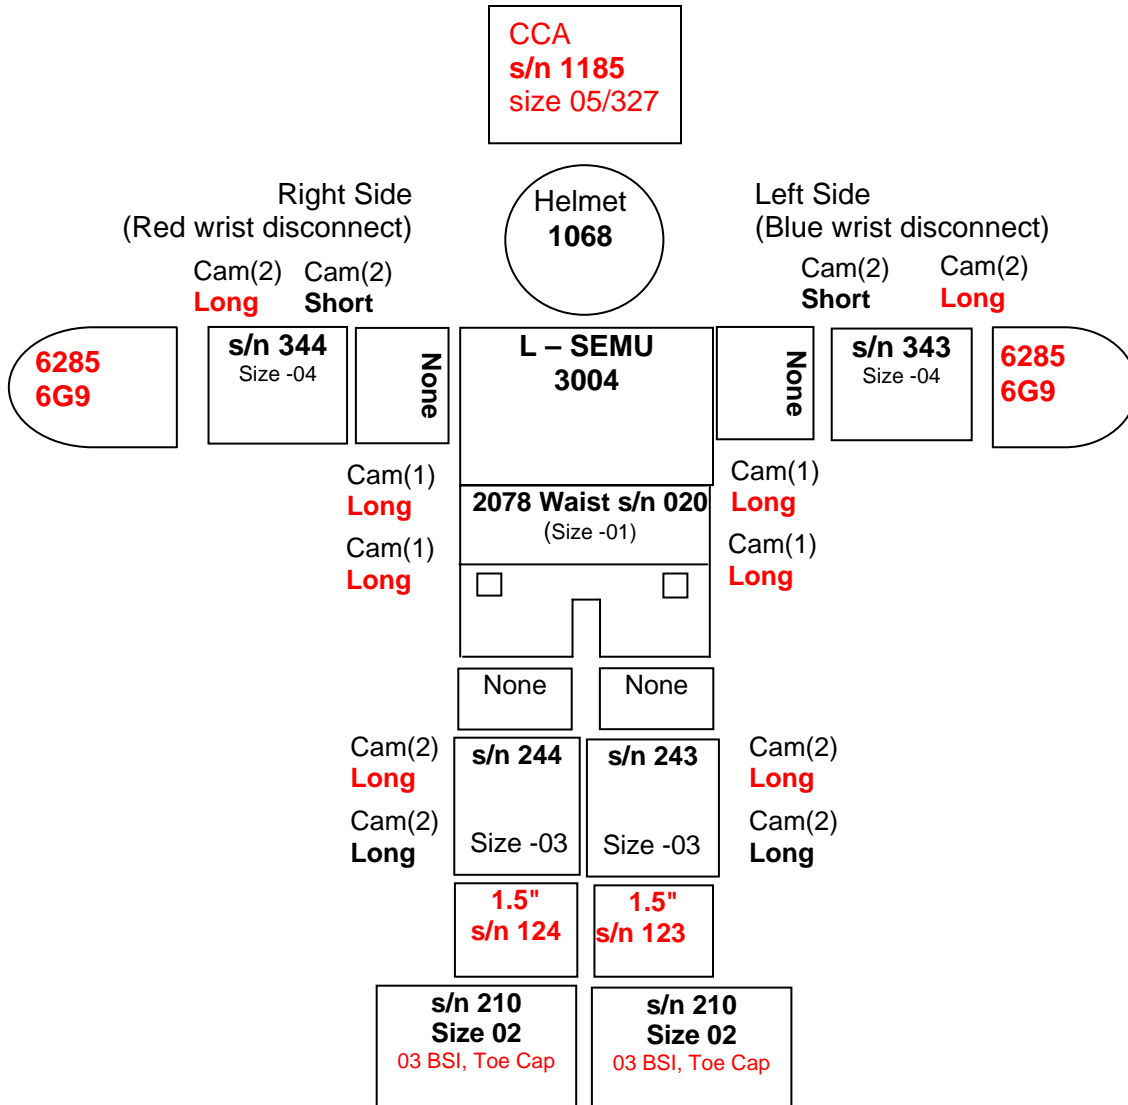 CCA
s/n 1185
size 05/327
Right Side
(Red wrist disconnect)
Helmet
1068
Left Side
(Blue wrist disconnect)
Cam(2)
Long
Cam(2)
Short
Cam(2)
Short
Cam(2)
Long
6285
6G9
s/n 344
Size -04
None
L – SEMU
3004
None
s/n 343
Size -04
6285
6G9
Cam(1)
Long
2078 Waist s/n 020
(Size -01)
Cam(1)
Long
Cam(1)
Long
Cam(1)
Long
None
None
Cam(2)
Long
s/n 244
s/n 243
Cam(2)
Long
Cam(2)
Long
Size -03
Size -03
Cam(2)
Long
1.5"
s/n 124
1.5"
s/n 123
s/n 210
Size 02
03 BSI, Toe Cap
s/n 210
Size 02
03 BSI, Toe Cap